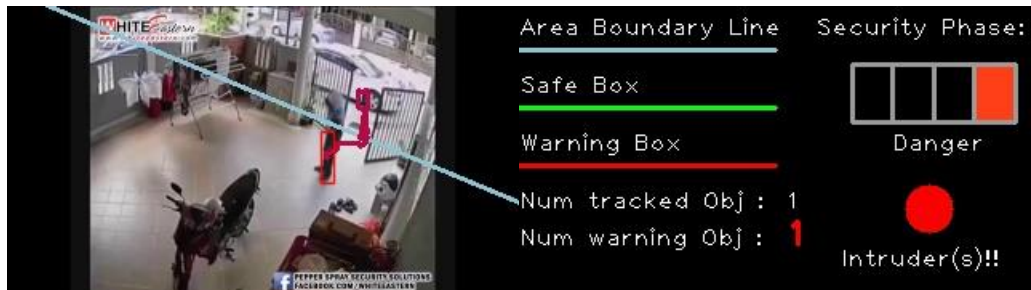 WHITE Eastern
Area Boundary Line
Safe Box
Warning Box
Num tracked Obj : 1
Num warning Obj : 1
Security Phase:
Danger
Intruder(s)!!
PEPPER SPRAY.SECURITY.SOLUTIONS
FACEBOOK.COM/WHITEEASTERN